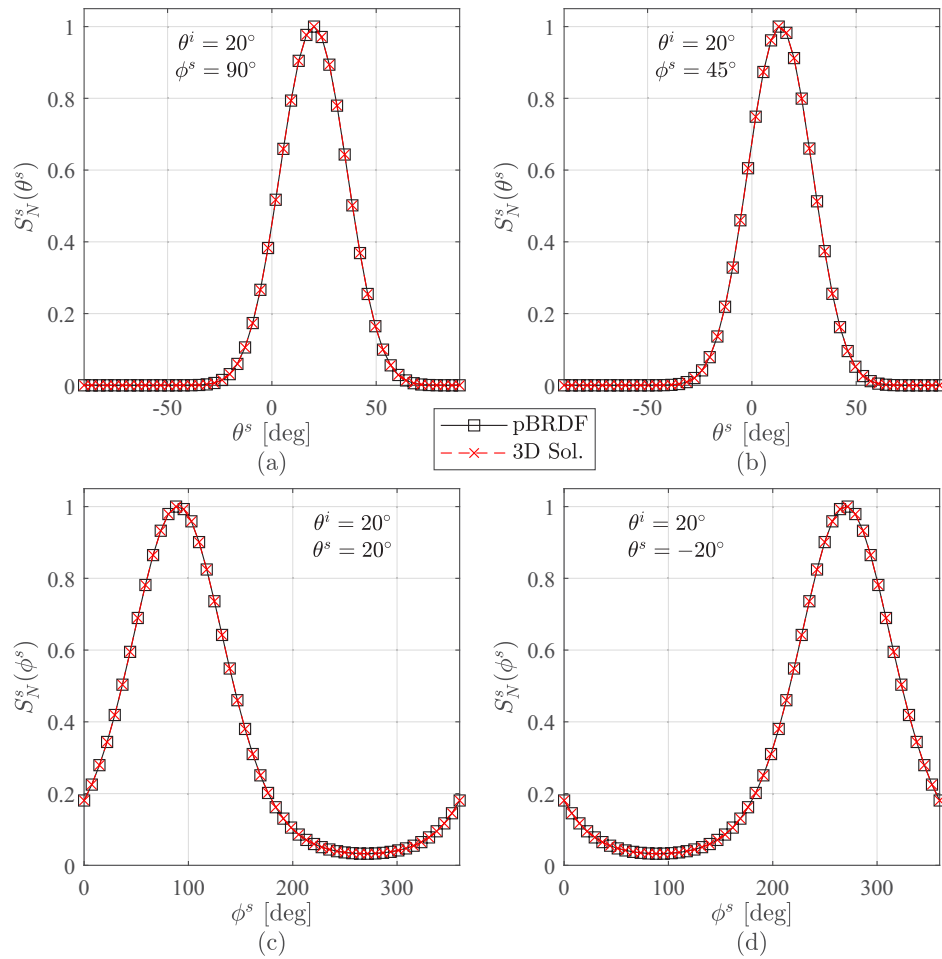 θ^i = 20°
ϕ^s = 90°
S_N^s(θ^s)
1
0.8
0.6
0.4
0.2
0
-50
0
50
θ^s [deg]
(a)
θ^i = 20°
ϕ^s = 45°
S_N^s(θ^s)
1
0.8
0.6
0.4
0.2
0
-50
0
50
θ^s [deg]
(b)
pBRDF
3D Sol.
θ^i = 20°
θ^s = 20°
S_N^s(ϕ^s)
1
0.8
0.6
0.4
0.2
0
0
100
200
300
ϕ^s [deg]
(c)
θ^i = 20°
θ^s = −20°
S_N^s(ϕ^s)
1
0.8
0.6
0.4
0.2
0
0
100
200
300
ϕ^s [deg]
(d)